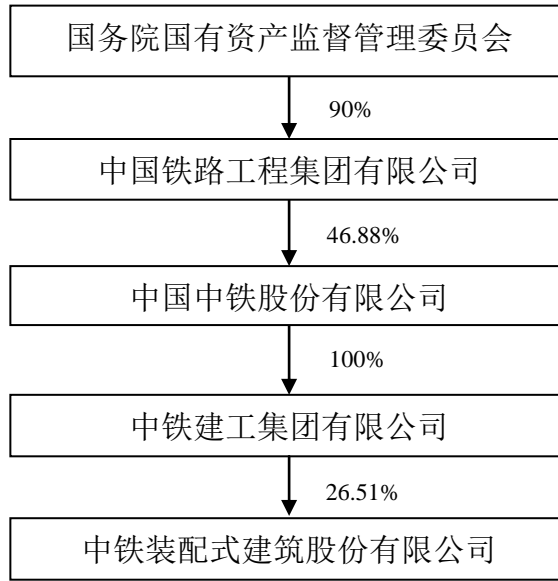 国务院国有资产监督管理委员会
90%
中国铁路工程集团有限公司
46.88%
中国中铁股份有限公司
100%
中铁建工集团有限公司
26.51%
中铁装配式建筑股份有限公司